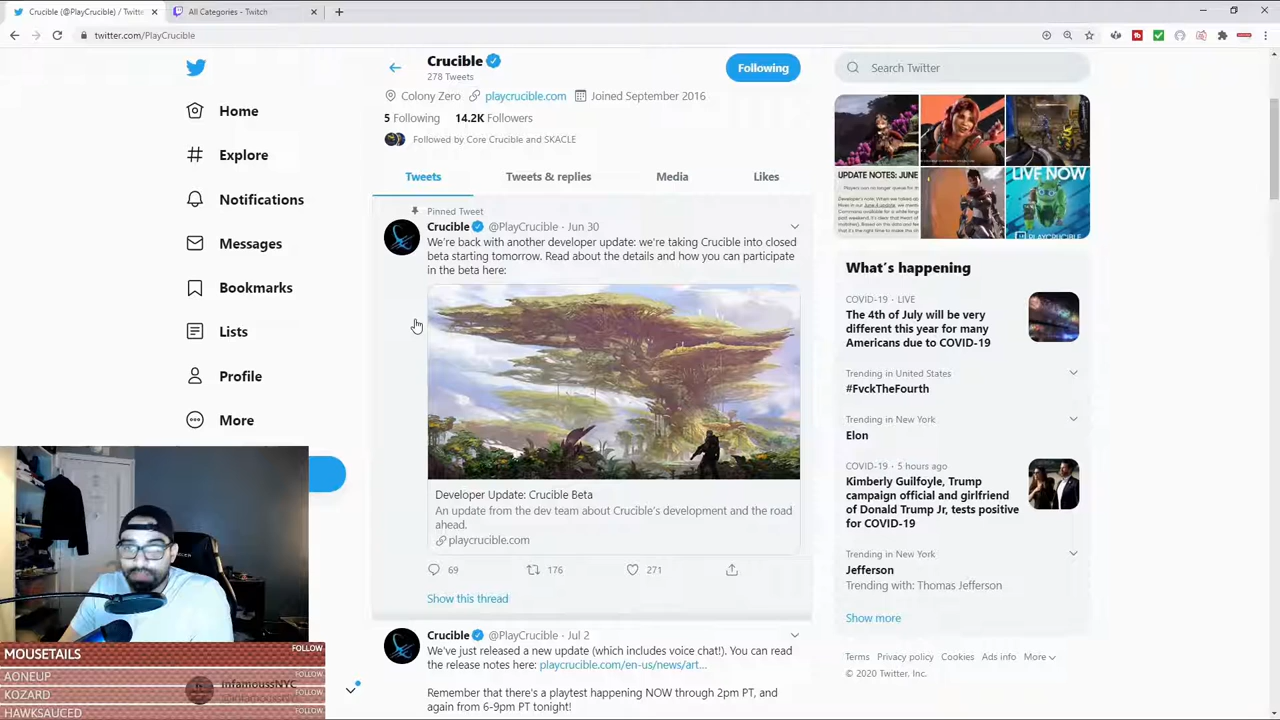 Crucible (@PlayCrucible) / Twitte
All Categories - Twitch
twitter.com/PlayCrucible
Home
Explore
Notifications
Messages
Bookmarks
Lists
Profile
More
Crucible
278 Tweets
Following
Colony Zero
playcrucible.com
Joined September 2016
5 Following
14.2K Followers
Followed by Core Crucible and SKACLE
Tweets
Tweets & replies
Media
Likes
Pinned Tweet
Crucible @PlayCrucible · Jun 30
We're back with another developer update: we're taking Crucible into closed
beta starting tomorrow. Read about the details and how you can participate
in the beta here:
Developer Update: Crucible Beta
An update from the dev team about Crucible's development and the road
ahead.
playcrucible.com
69
176
271
Show this thread
Crucible @PlayCrucible · Jul 2
We've just released a new update (which includes voice chat!). You can read
the release notes here: playcrucible.com/en-us/news/art...
Remember that there's a playtest happening NOW through 2pm PT, and
again from 6-9pm PT tonight!
Search Twitter
UPDATE NOTES: JUNE
LIVE NOW
PLAYCRUCIBLE
What's happening
COVID-19 · LIVE
The 4th of July will be very
different this year for many
Americans due to COVID-19
Trending in United States
#FvckTheFourth
Trending in New York
Elon
COVID-19 · 5 hours ago
Kimberly Guilfoyle, Trump
campaign official and girlfriend
of Donald Trump Jr, tests positive
for COVID-19
Trending in New York
Jefferson
Trending with: Thomas Jefferson
Show more
Terms Privacy policy Cookies Ads info More
© 2020 Twitter, Inc.
MOUSETAILS FOLLOW
AONEUP FOLLOW
KOZARD FOLLOW
HAWKSAUCED FOLLOW
InfamoussNYC